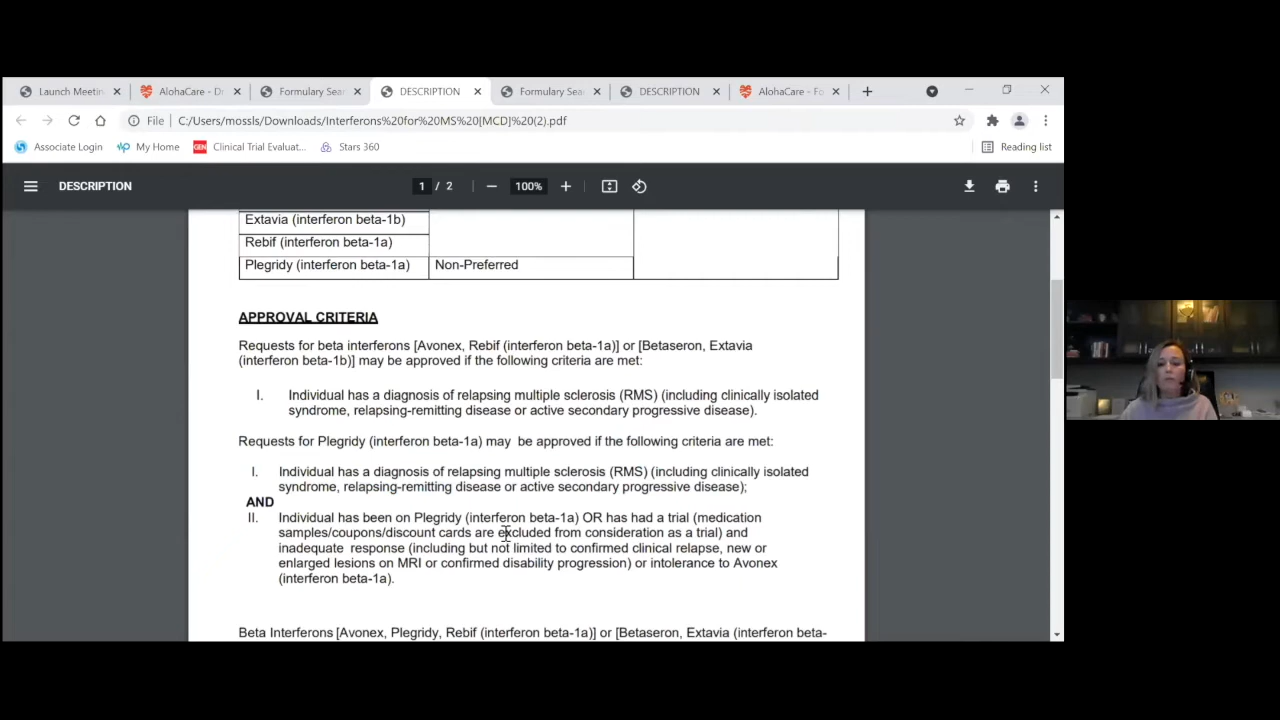 Launch Meetin
AlohaCare - Dr
Formulary Sear
DESCRIPTION
Formulary Sea
DESCRIPTION
AlohaCare - Fo
File C:/Users/mossls/Downloads/Interferons%20for%20MS%20[MCD]%20(2).pdf
Associate Login My Home GEN Clinical Trial Evaluat... Stars 360 Reading list
DESCRIPTION 1 / 2 100%
Extavia (interferon beta-1b)
Rebif (interferon beta-1a)
Plegridy (interferon beta-1a) Non-Preferred
APPROVAL CRITERIA
Requests for beta interferons [Avonex, Rebif (interferon beta-1a)] or [Betaseron, Extavia
(interferon beta-1b)] may be approved if the following criteria are met:
I. Individual has a diagnosis of relapsing multiple sclerosis (RMS) (including clinically isolated
syndrome, relapsing-remitting disease or active secondary progressive disease).
Requests for Plegridy (interferon beta-1a) may be approved if the following criteria are met:
I. Individual has a diagnosis of relapsing multiple sclerosis (RMS) (including clinically isolated
syndrome, relapsing-remitting disease or active secondary progressive disease);
AND
II. Individual has been on Plegridy (interferon beta-1a) OR has had a trial (medication
samples/coupons/discount cards are excluded from consideration as a trial) and
inadequate response (including but not limited to confirmed clinical relapse, new or
enlarged lesions on MRI or confirmed disability progression) or intolerance to Avonex
(interferon beta-1a).
Beta Interferons [Avonex, Plegridy, Rebif (interferon beta-1a)] or [Betaseron, Extavia (interferon beta-